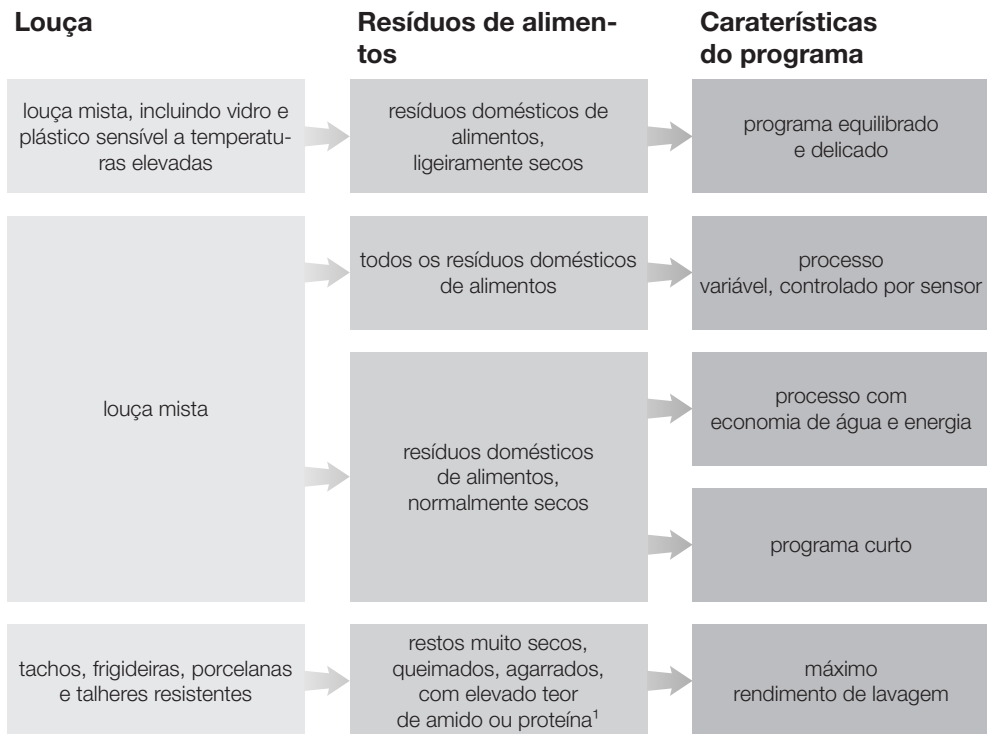 Louça
Resíduos de alimen-
tos
Caraterísticas
do programa
louça mista, incluindo vidro e
plástico sensível a temperatu-
ras elevadas
resíduos domésticos de
alimentos,
ligeiramente secos
programa equilibrado
e delicado
louça mista
todos os resíduos domésticos
de alimentos
processo
variável, controlado por sensor
resíduos domésticos
de alimentos,
normalmente secos
processo com
economia de água e energia
programa curto
tachos, frigideiras, porcelanas
e talheres resistentes
restos muito secos,
queimados, agarrados,
com elevado teor
de amido ou proteína¹
máximo
rendimento de lavagem